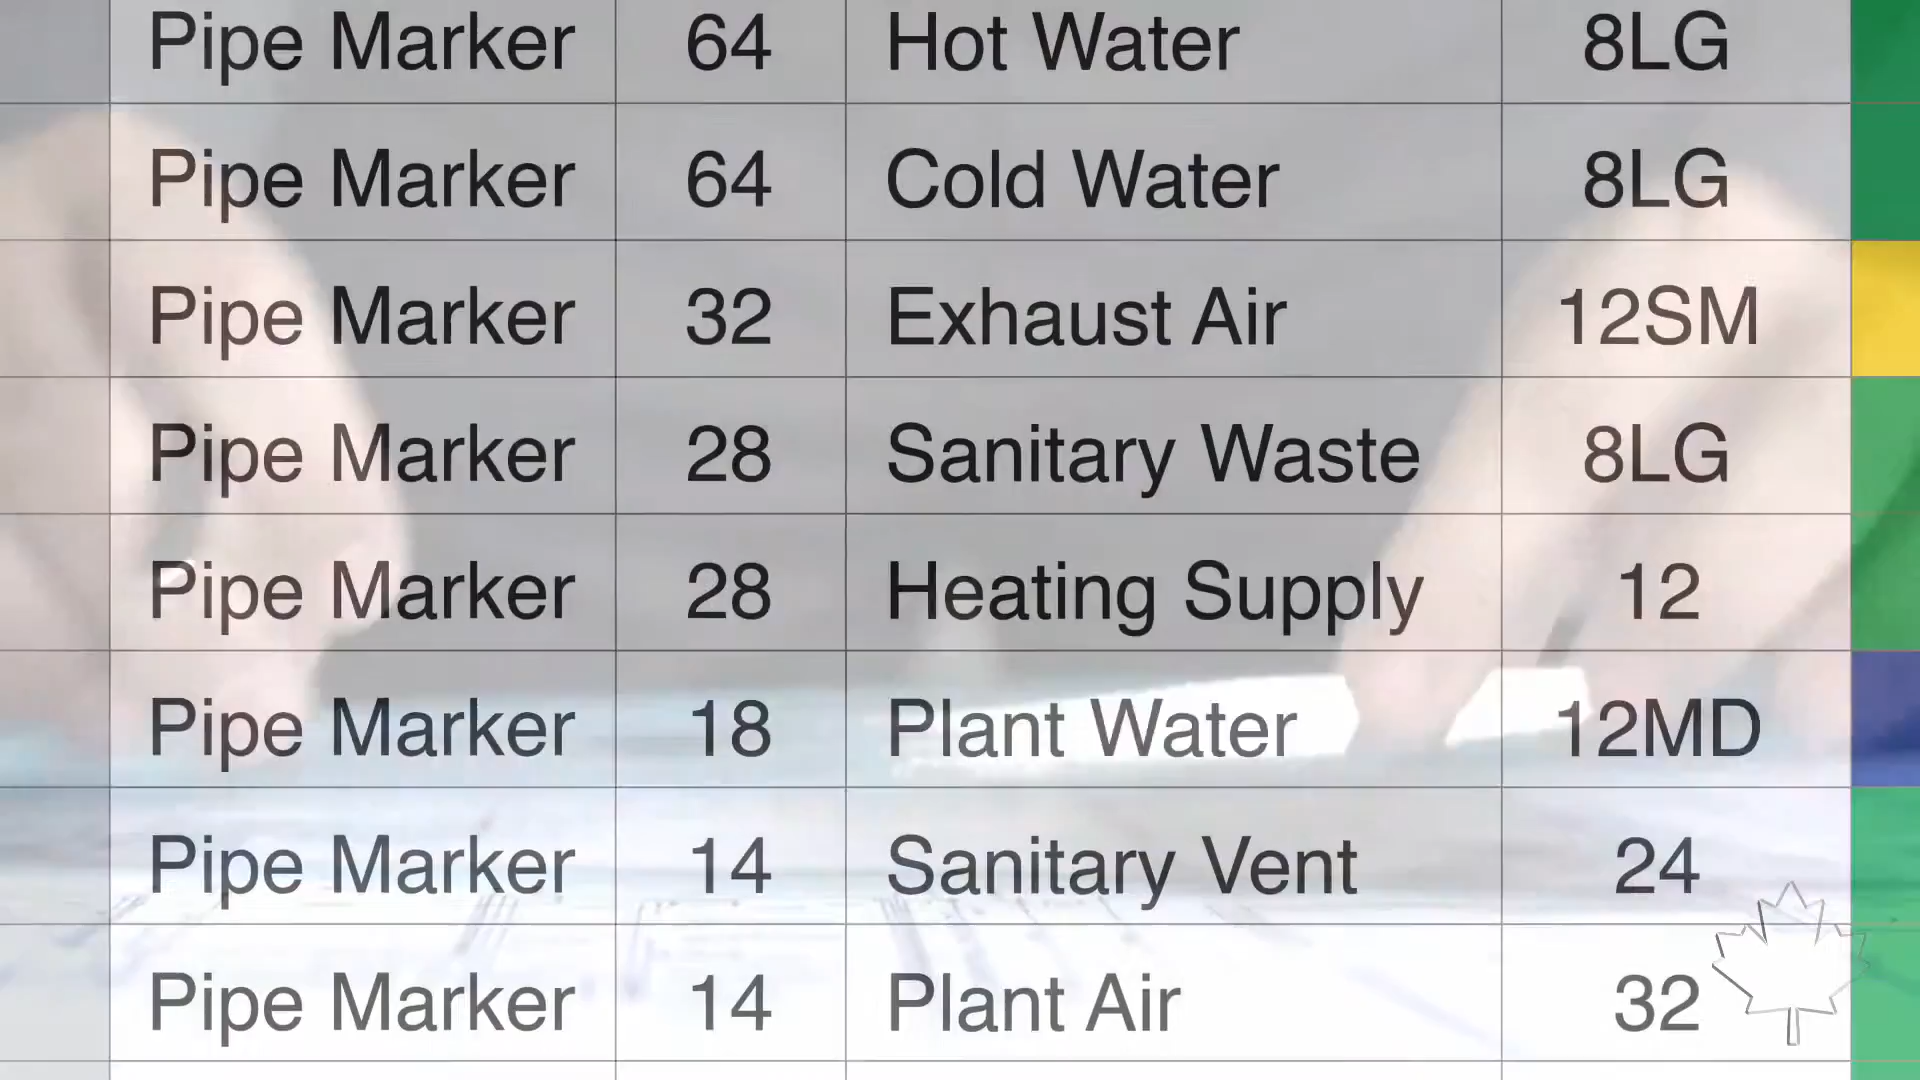 Pipe Marker 64 Hot Water 8LG
Pipe Marker 64 Cold Water 8LG
Pipe Marker 32 Exhaust Air 12SM
Pipe Marker 28 Sanitary Waste 8LG
Pipe Marker 28 Heating Supply 12
Pipe Marker 18 Plant Water 12MD
Pipe Marker 14 Sanitary Vent 24
Pipe Marker 14 Plant Air 32